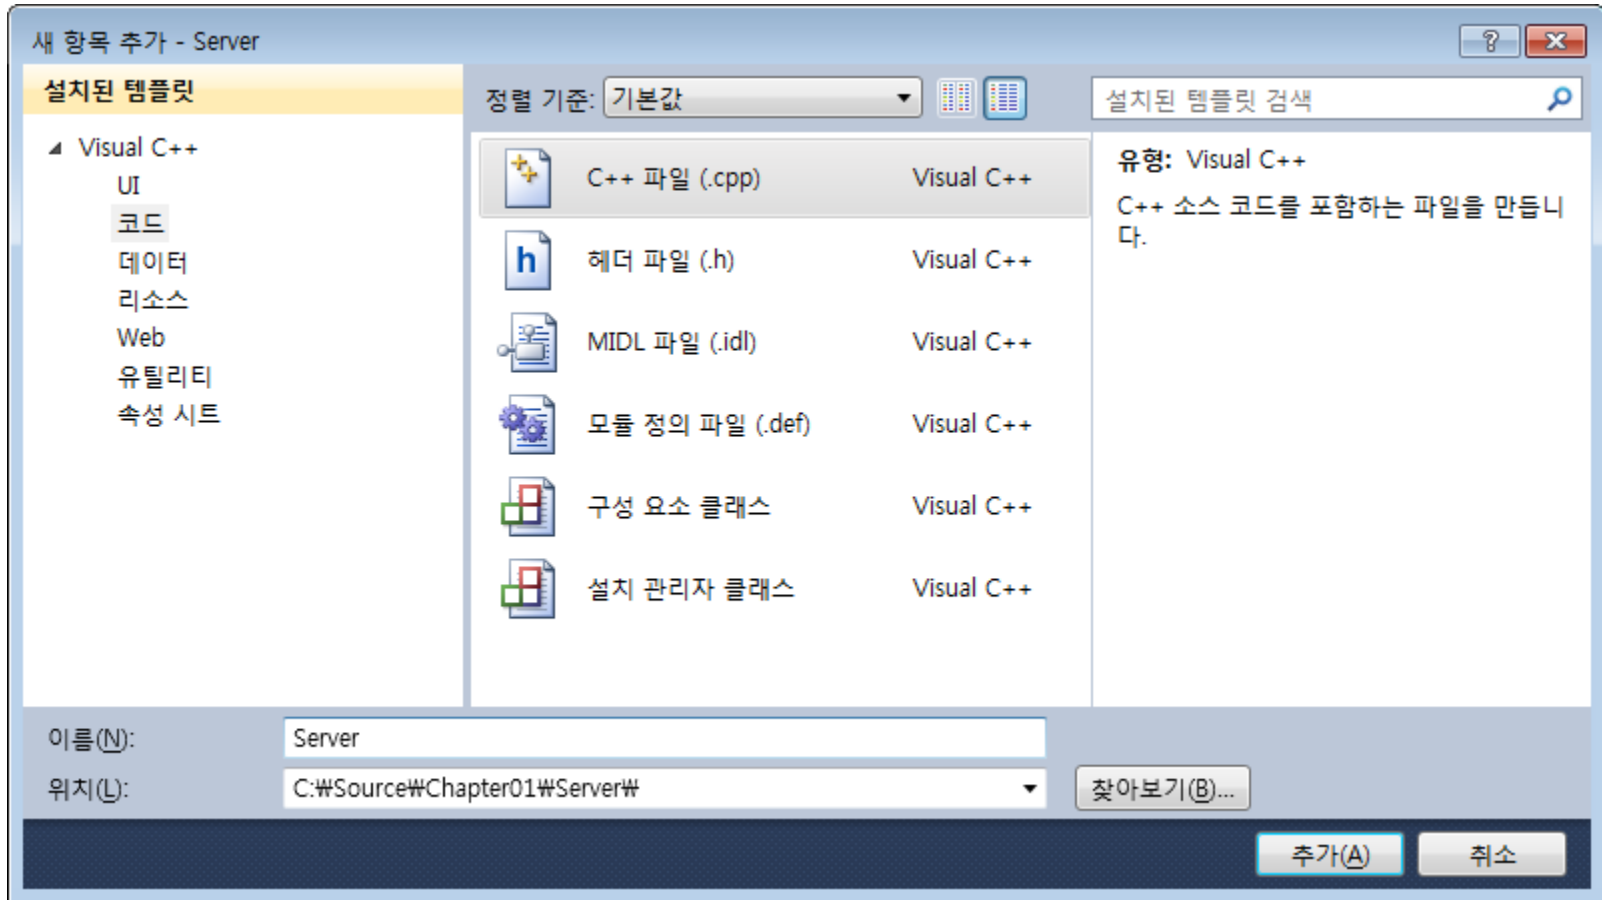 새 항목 추가 - Server
?
설치된 템플릿
Visual C++
UI
코드
데이터
리소스
Web
유틸리티
속성 시트
정렬 기준: 기본값
C++ 파일 (.cpp) Visual C++
h 헤더 파일 (.h) Visual C++
MIDL 파일 (.idl) Visual C++
모듈 정의 파일 (.def) Visual C++
구성 요소 클래스 Visual C++
설치 관리자 클래스 Visual C++
설치된 템플릿 검색
유형: Visual C++
C++ 소스 코드를 포함하는 파일을 만듭니
다.
이름(N): Server
위치(L): C:₩Source₩Chapter01₩Server₩
찾아보기(B)...
추가(A) 취소